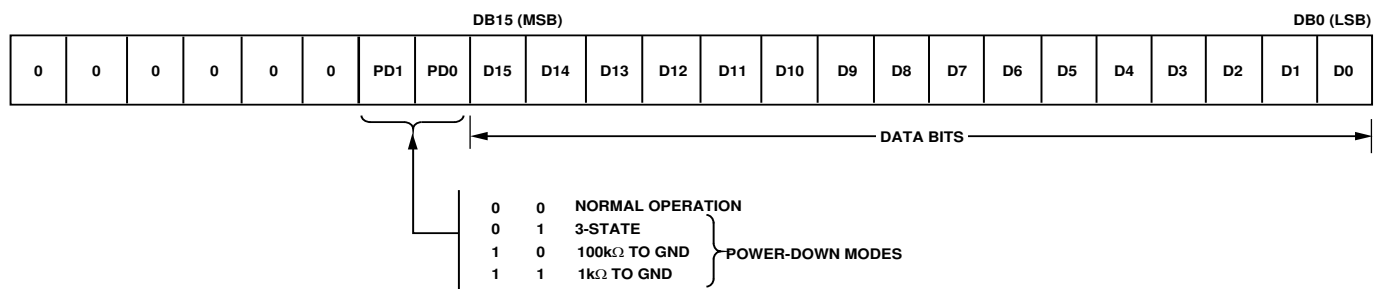 DB15 (MSB) DB0 (LSB)
0 0 0 0 0 0 PD1 PD0 D15 D14 D13 D12 D11 D10 D9 D8 D7 D6 D5 D4 D3 D2 D1 D0
DATA BITS
0 0 NORMAL OPERATION
0 1 3-STATE
1 0 100kΩ TO GND
POWER-DOWN MODES
1 1 1kΩ TO GND